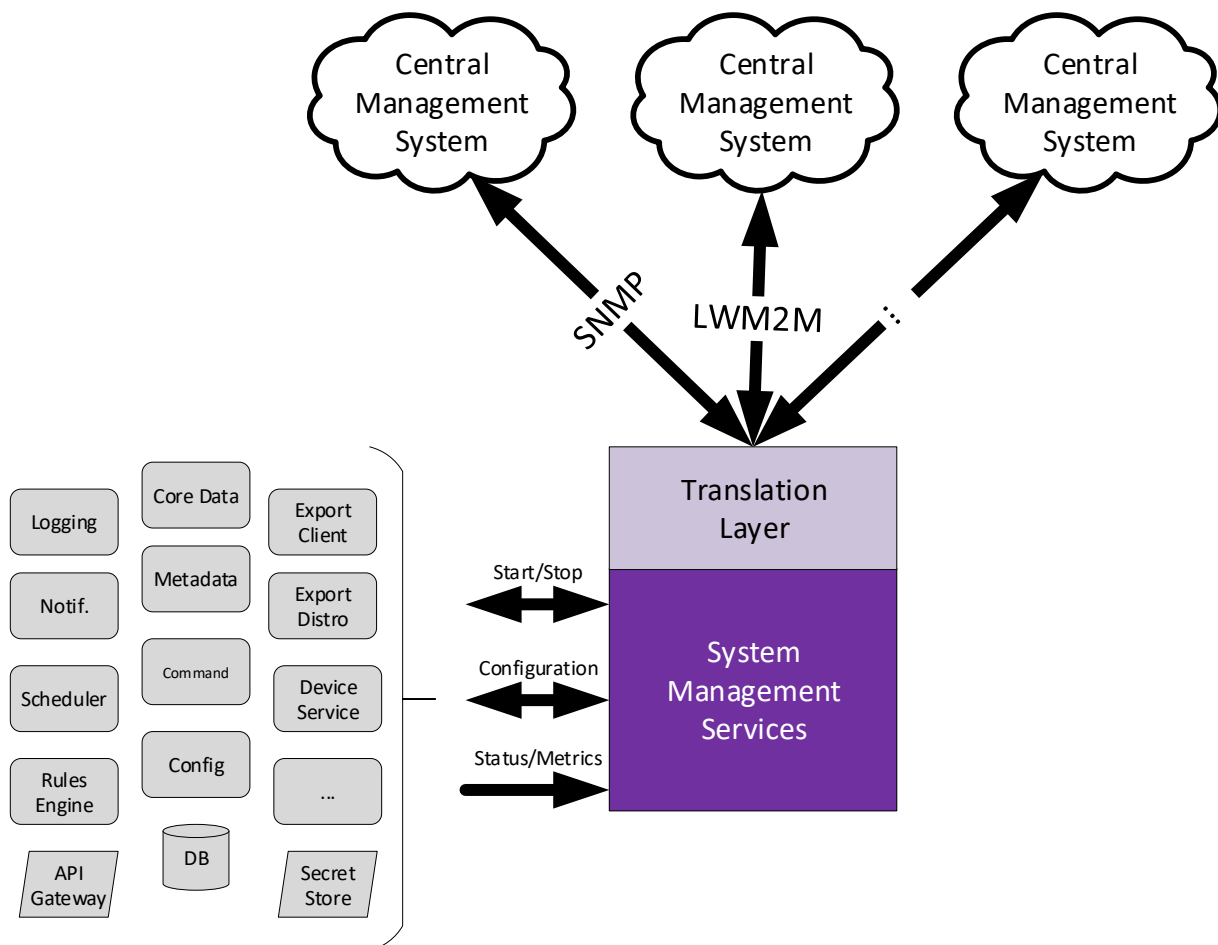 Central
Management
System
Central
Management
System
Central
Management
System
SNMP
LWM2M
...
Translation
Layer
System
Management
Services
Start/Stop
Configuration
Status/Metrics
Logging
Core Data
Export
Client
Notif.
Metadata
Export
Distro
Scheduler
Command
Device
Service
Rules
Engine
Config
...
API
Gateway
DB
Secret
Store